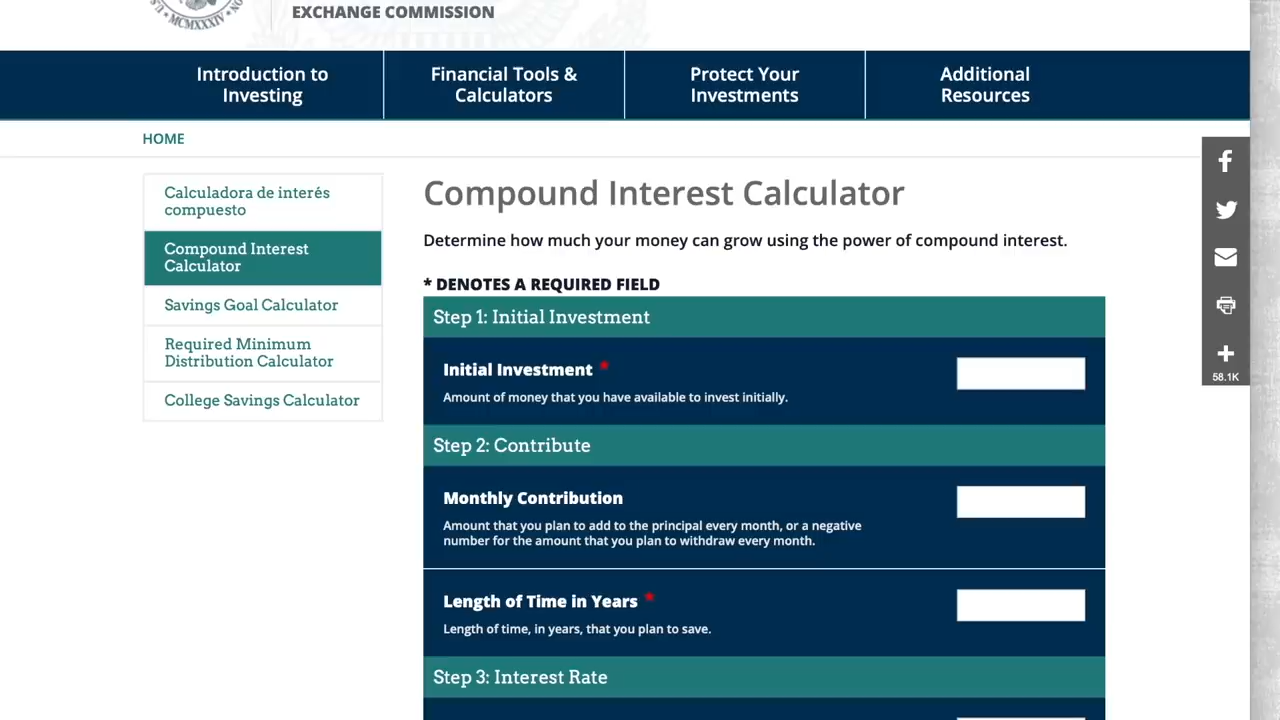 EXCHANGE COMMISSION
MCMXXXIV
Introduction to
Investing
Financial Tools &
Calculators
Protect Your
Investments
Additional
Resources
HOME
Calculadora de interés
compuesto
Compound Interest
Calculator
Savings Goal Calculator
Required Minimum
Distribution Calculator
College Savings Calculator
Compound Interest Calculator
Determine how much your money can grow using the power of compound interest.
* DENOTES A REQUIRED FIELD
Step 1: Initial Investment
Initial Investment *
Amount of money that you have available to invest initially.
Step 2: Contribute
Monthly Contribution
Amount that you plan to add to the principal every month, or a negative
number for the amount that you plan to withdraw every month.
Length of Time in Years *
Length of time, in years, that you plan to save.
Step 3: Interest Rate
58.1K